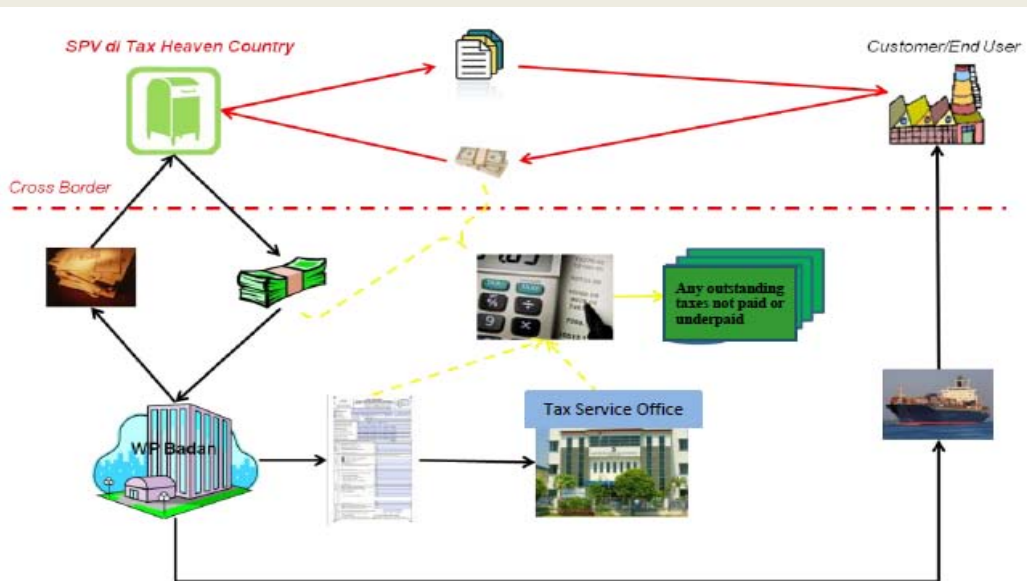 SPV di Tax Heaven Country
Customer/End User
Cross Border
Any outstanding
taxes not paid or
underpaid
Tax Service Office
WP Badan